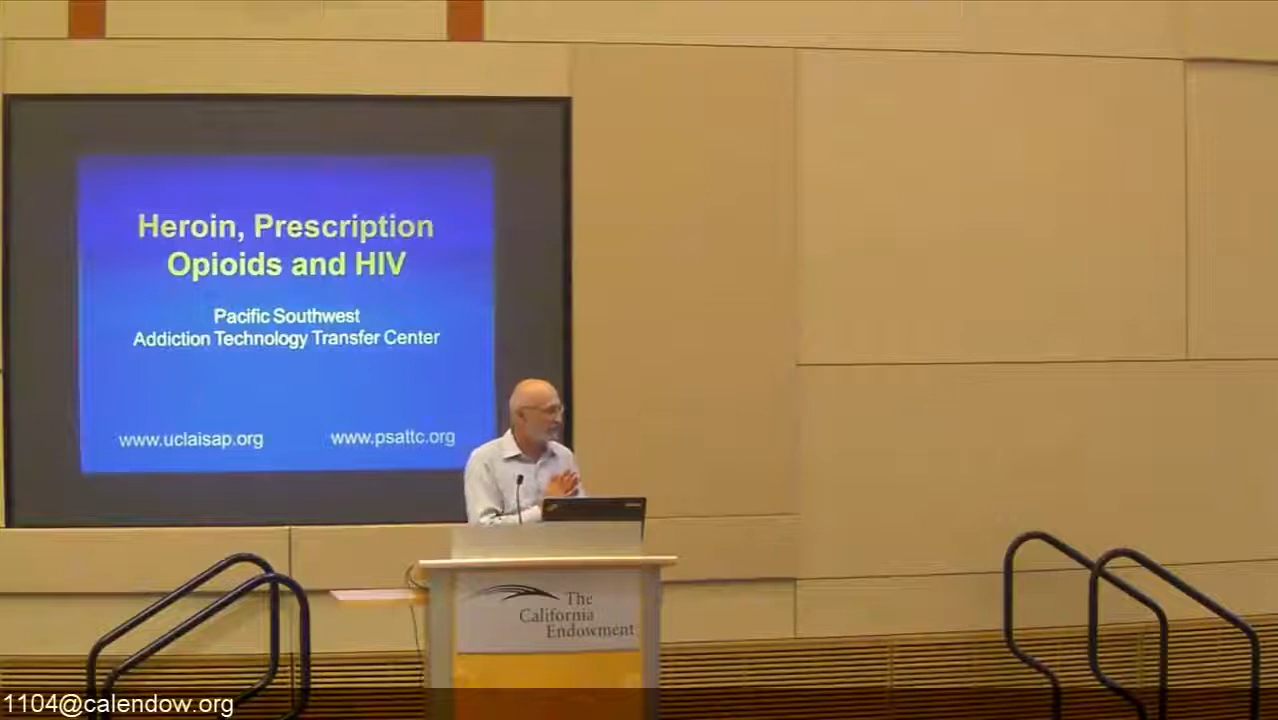 Heroin, Prescription
Opioids and HIV
Pacific Southwest
Addiction Technology Transfer Center
www.uclaisap.org
www.psattc.org
The
California
Endowment
1104@calendow.org